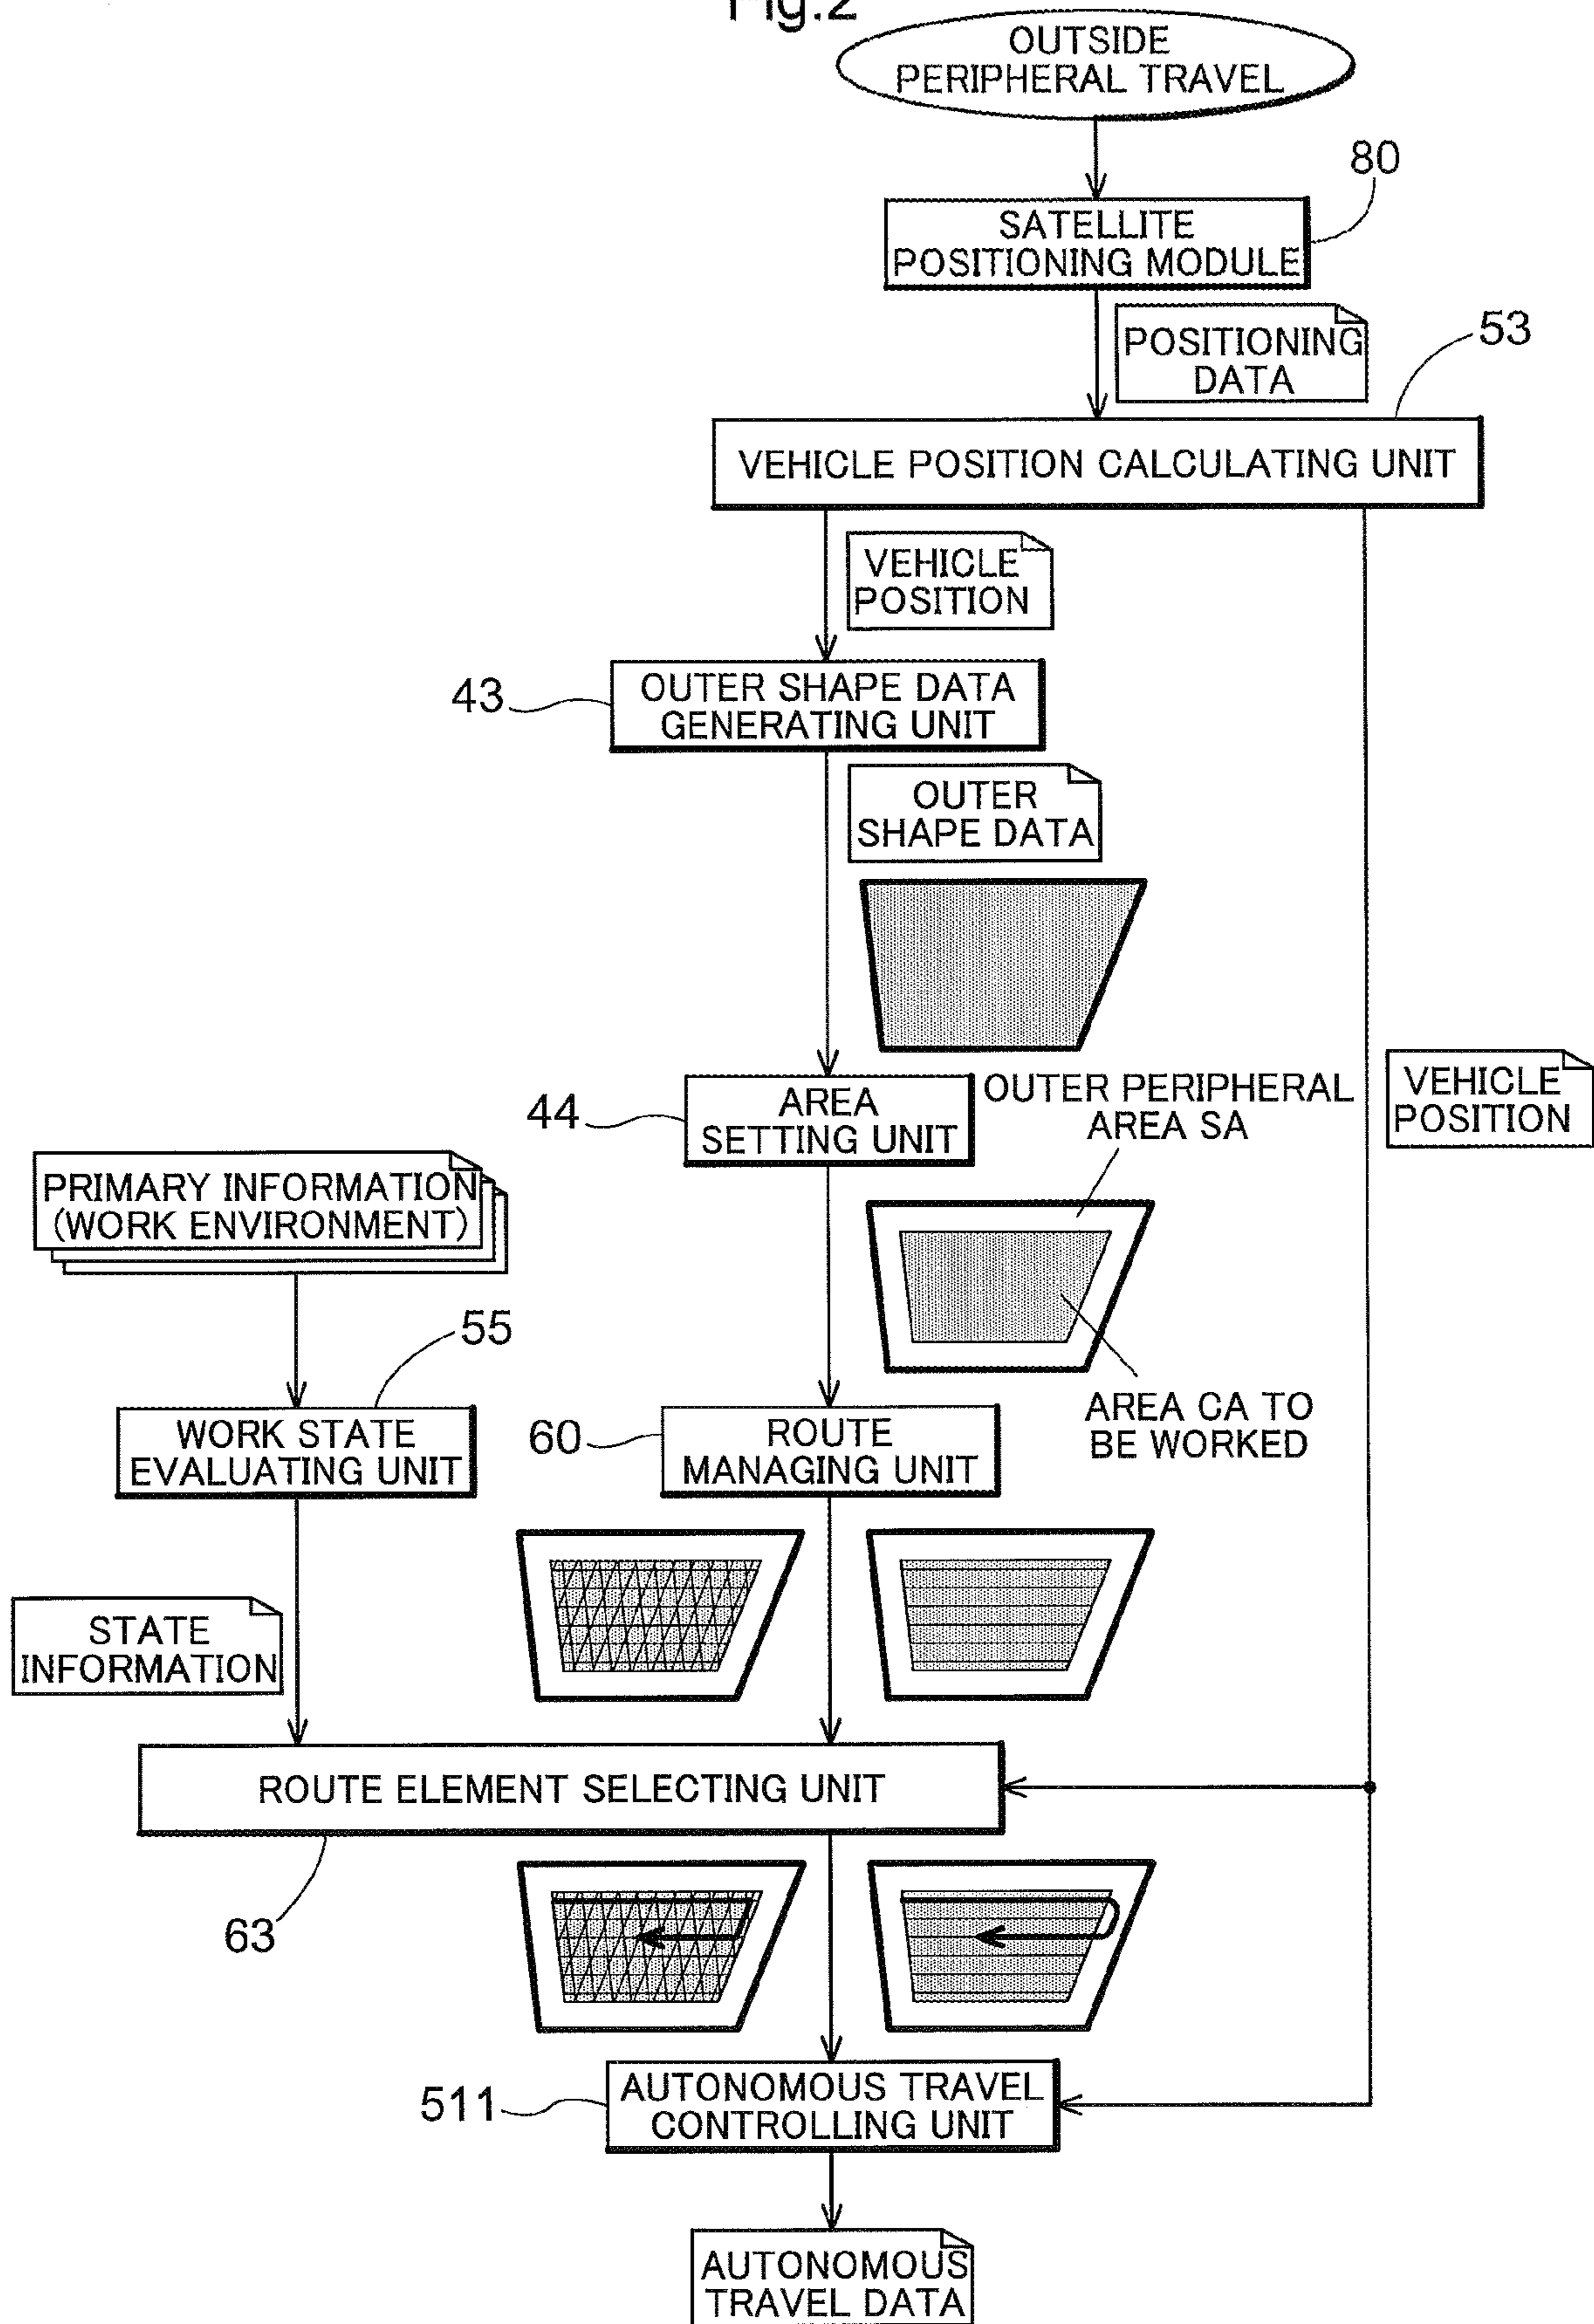 Fig.2
OUTSIDE
PERIPHERAL TRAVEL
80
SATELLITE
POSITIONING MODULE
POSITIONING
DATA
53
VEHICLE POSITION CALCULATING UNIT
VEHICLE
POSITION
43
OUTER SHAPE DATA
GENERATING UNIT
OUTER
SHAPE DATA
VEHICLE
POSITION
44
AREA
SETTING UNIT
OUTER PERIPHERAL
AREA SA
PRIMARY INFORMATION
(WORK ENVIRONMENT)
55
WORK STATE
EVALUATING UNIT
60
ROUTE
MANAGING UNIT
AREA CA TO
BE WORKED
STATE
INFORMATION
ROUTE ELEMENT SELECTING UNIT
63
511
AUTONOMOUS TRAVEL
CONTROLLING UNIT
AUTONOMOUS
TRAVEL DATA